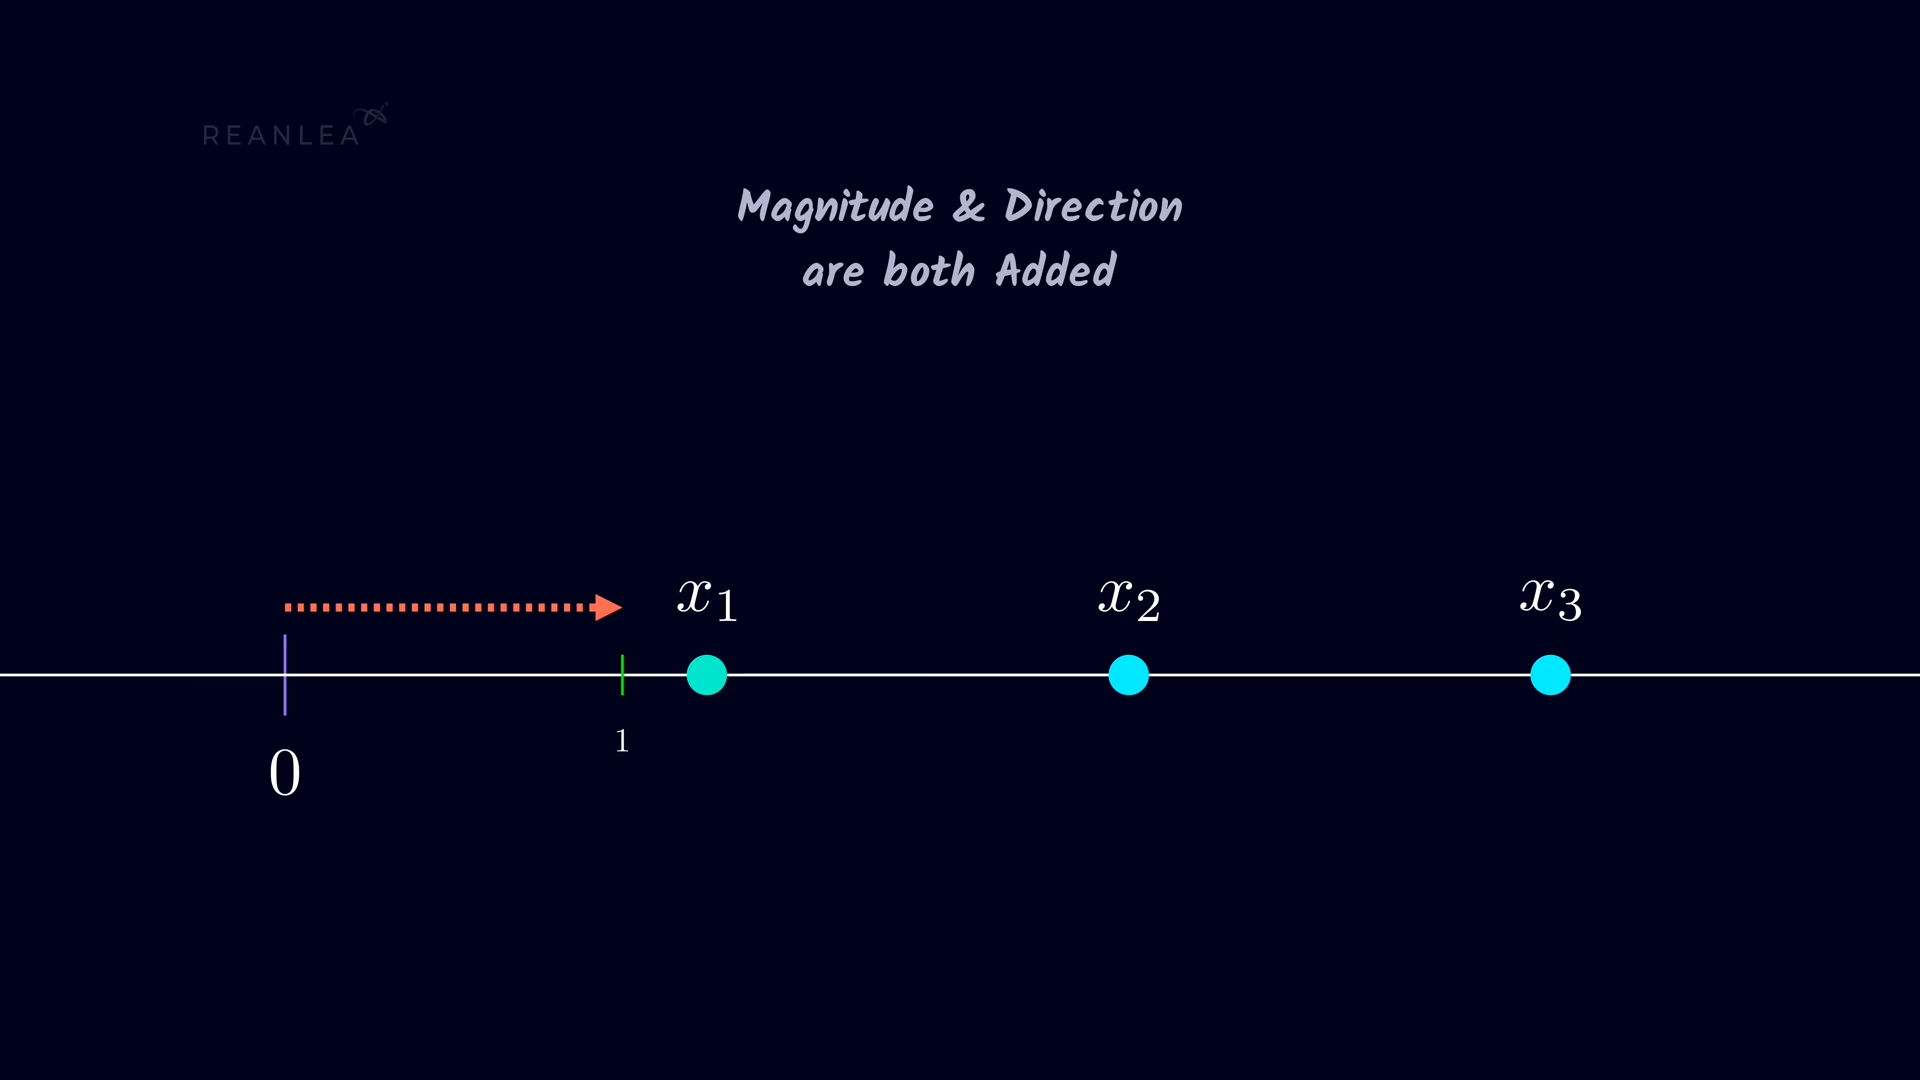 REANLEA
Magnitude & Direction
are both Added
x₁ x₂ x₃
1
0